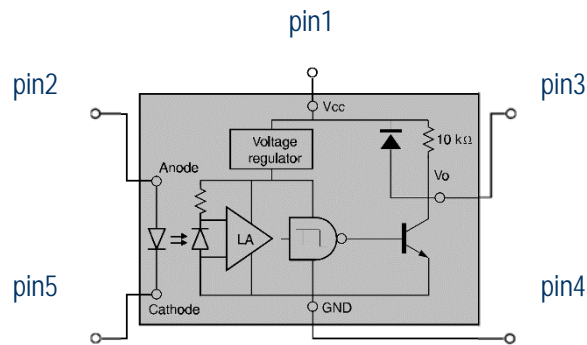 pin1
pin2
pin3
Vcc
Voltage
regulator
10 kΩ
Anode
Vo
LA
pin5
pin4
Cathode
GND